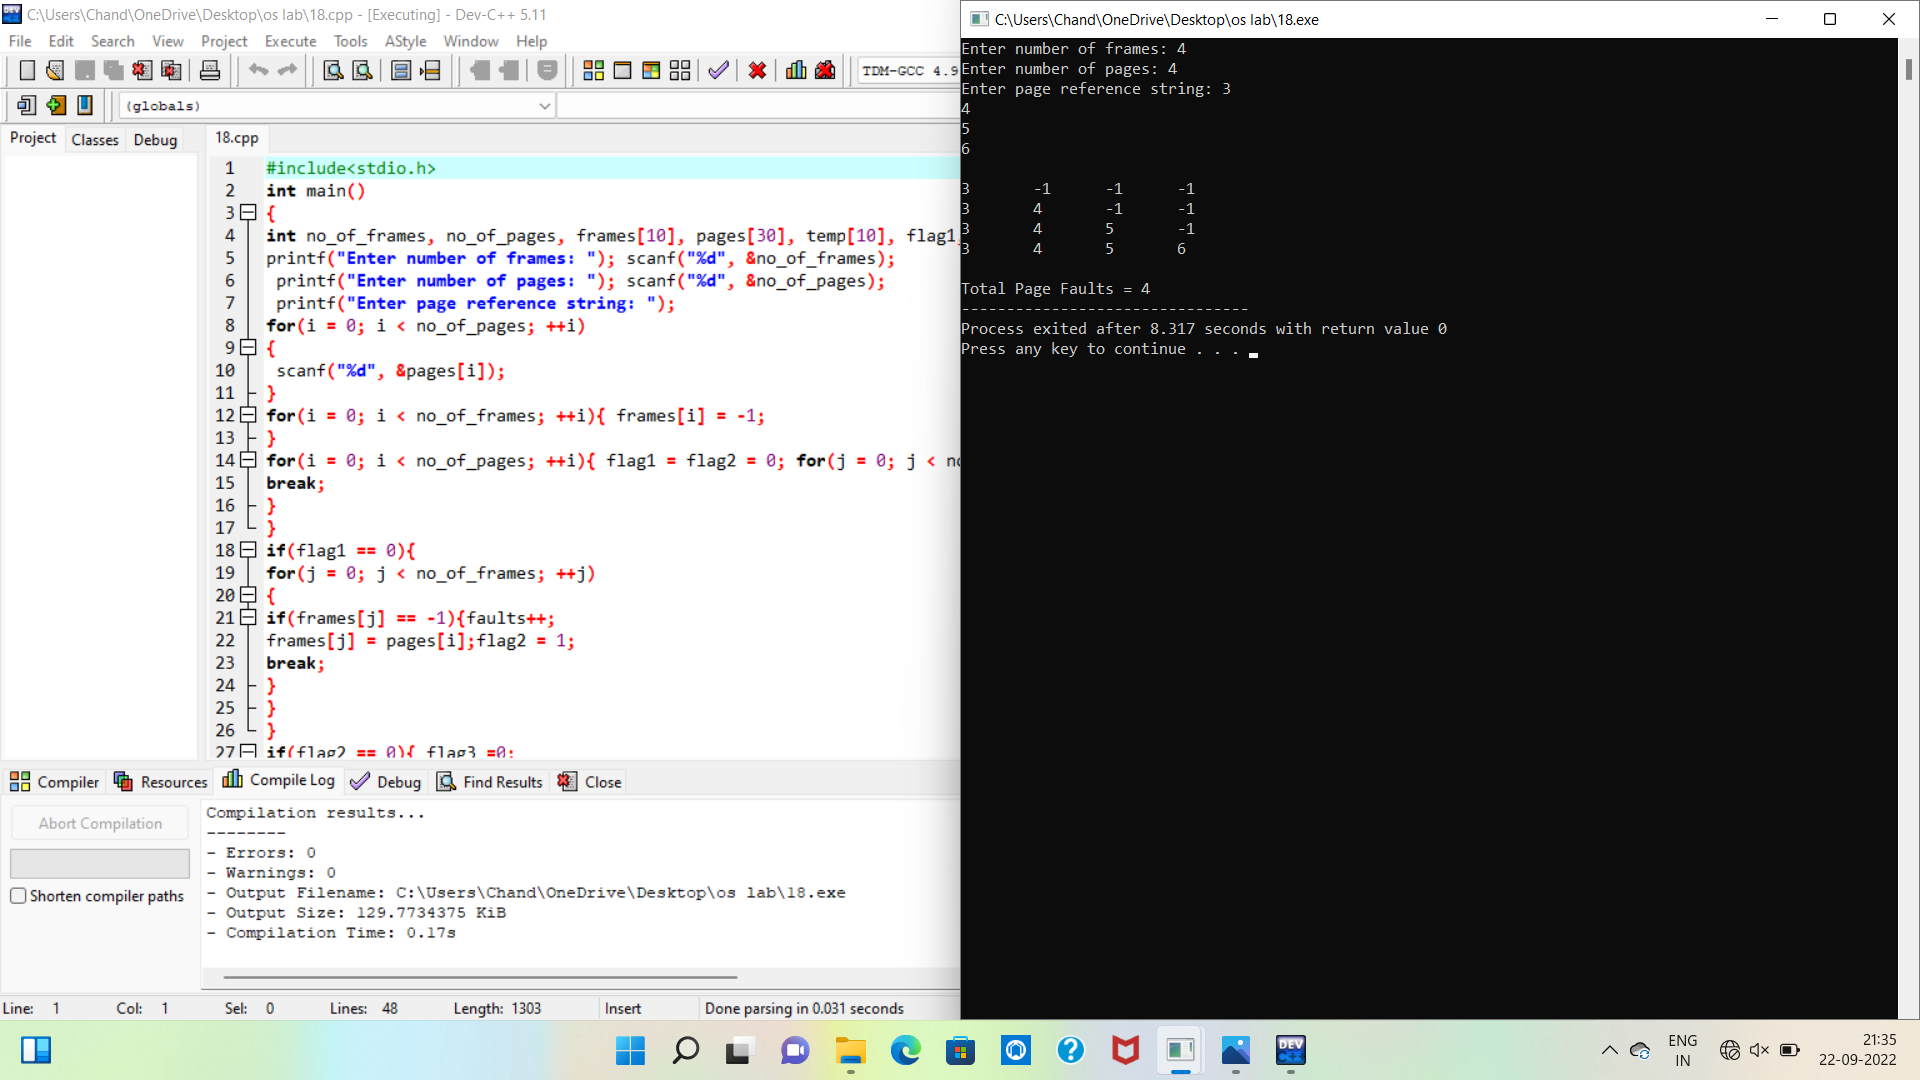 C:\Users\Chand\OneDrive\Desktop\os lab\18.cpp - [Executing] - Dev-C++ 5.11
File Edit Search View Project Execute Tools AStyle Window Help
TDM-GCC 4.9
(globals)
Project Classes Debug
18.cpp
1 #include<stdio.h>
2 int main()
3 {
4 int no_of_frames, no_of_pages, frames[10], pages[30], temp[10], flag1
5 printf("Enter number of frames: "); scanf("%d", &no_of_frames);
6 printf("Enter number of pages: "); scanf("%d", &no_of_pages);
7 printf("Enter page reference string: ");
8 for(i = 0; i < no_of_pages; ++i)
9 {
10 scanf("%d", &pages[i]);
11 }
12 for(i = 0; i < no_of_frames; ++i){ frames[i] = -1;
13 }
14 for(i = 0; i < no_of_pages; ++i){ flag1 = flag2 = 0; for(j = 0; j < no
15 break;
16 }
17 }
18 if(flag1 == 0){
19 for(j = 0; j < no_of_frames; ++j)
20 {
21 if(frames[j] == -1){faults++;
22 frames[j] = pages[i];flag2 = 1;
23 break;
24 }
25 }
26 }
27 if(flag2 == 0){ flag3 =0;
Compiler Resources Compile Log Debug Find Results Close
Abort Compilation
Shorten compiler paths
Compilation results...
--------
- Errors: 0
- Warnings: 0
- Output Filename: C:\Users\Chand\OneDrive\Desktop\os lab\18.exe
- Output Size: 129.7734375 KiB
- Compilation Time: 0.17s
Line: 1 Col: 1 Sel: 0 Lines: 48 Length: 1303 Insert Done parsing in 0.031 seconds
C:\Users\Chand\OneDrive\Desktop\os lab\18.exe
Enter number of frames: 4
Enter number of pages: 4
Enter page reference string: 3
4
5
6
3 -1 -1 -1
3 4 -1 -1
3 4 5 -1
3 4 5 6
Total Page Faults = 4
--------------------------------
Process exited after 8.317 seconds with return value 0
Press any key to continue . . .
DEV C++
ENG
IN
21:35
22-09-2022